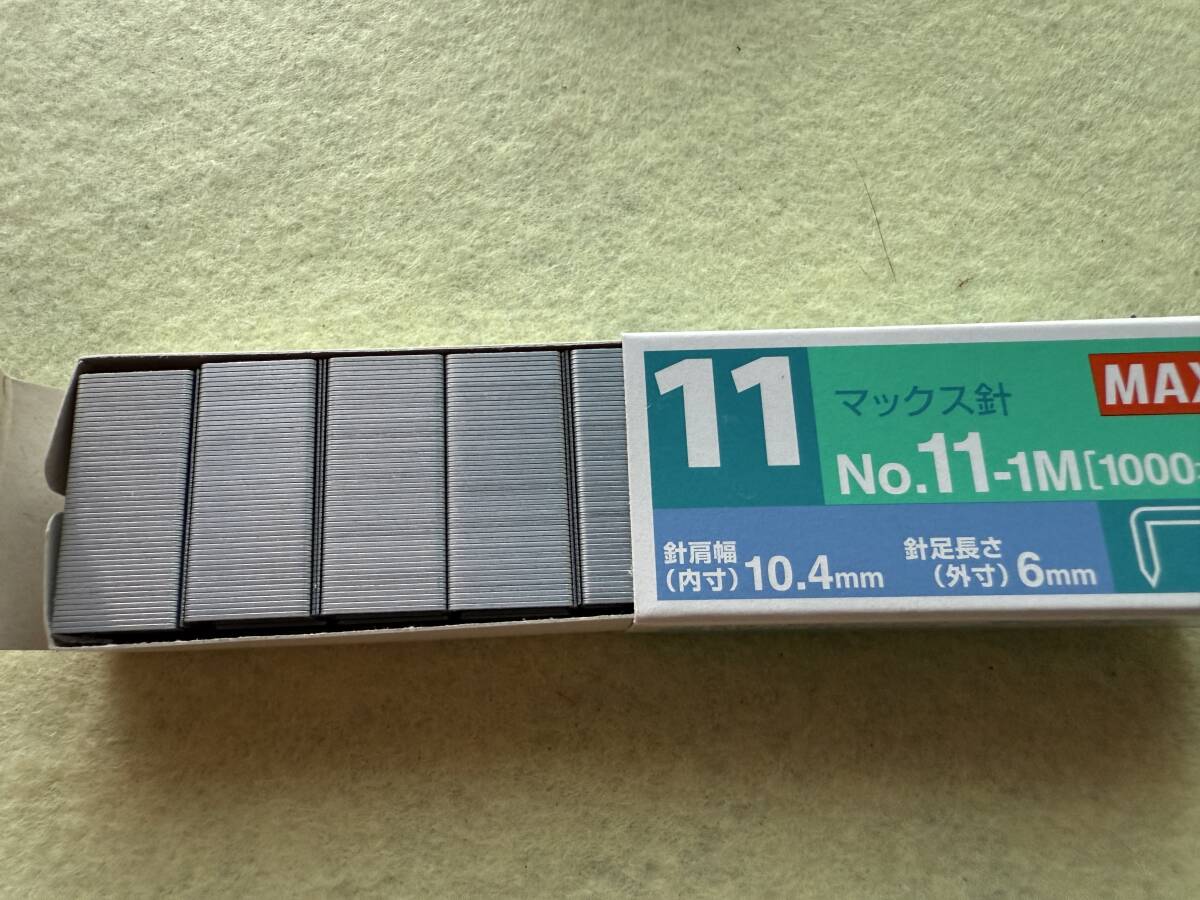 11
マックス針
MAX
No.11-1M[1000
針肩幅
(内寸)10.4mm
針足長さ
(外寸)6mm